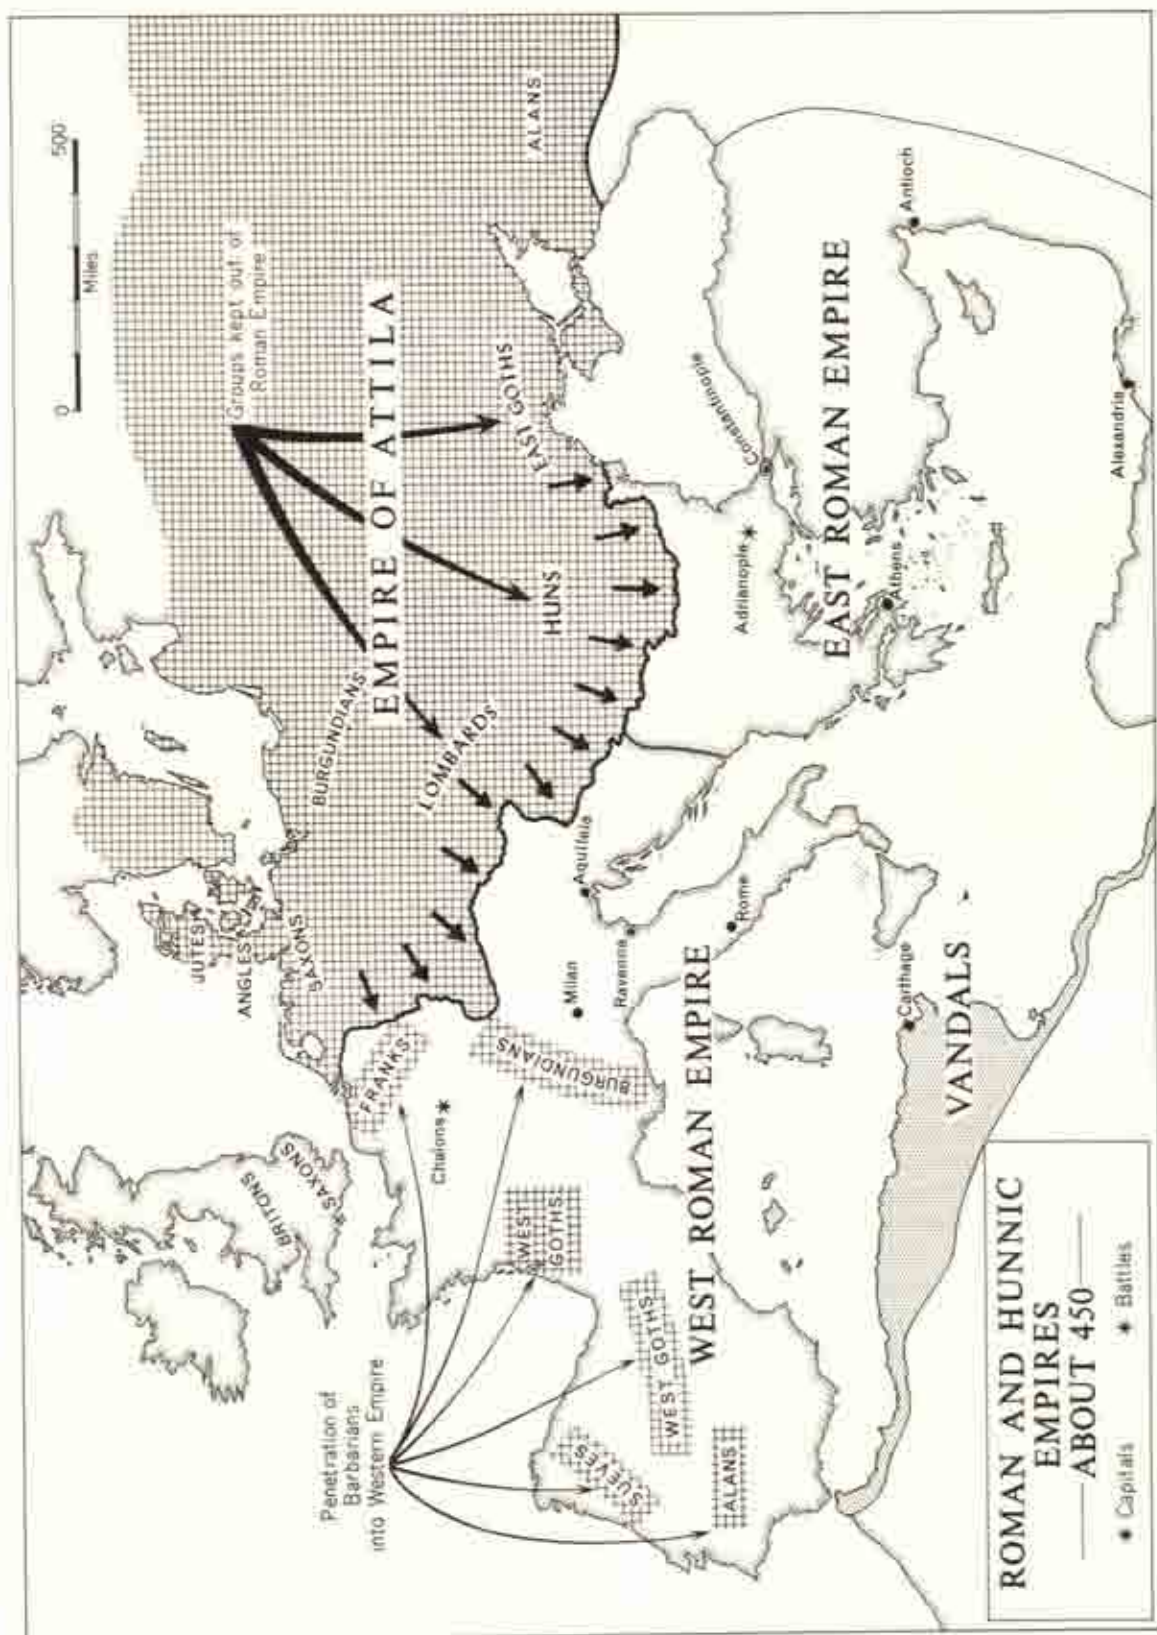 ROMAN AND HUNNIC
EMPIRES
ABOUT 450
Capitals
Battles
Penetration of
Barbarians
into Western Empire
Groups kept out of
Roman Empire
0
500
Miles
EMPIRE OF ATTILA
WEST ROMAN EMPIRE
EAST ROMAN EMPIRE
VANDALS
BRITONS
SAXONS
JUTES
ANGLES
SAXONS
BURGUNDIANS
LOMBARDS
HUNS
EAST GOTHS
ALANS
FRANKS
BURGUNDIANS
WEST
GOTHS
WEST GOTHS
SUEVES
ALANS
Chalons
Milan
Aquileia
Ravenna
Rome
Carthage
Adrianople
Constantinople
Athens
Antioch
Alexandria